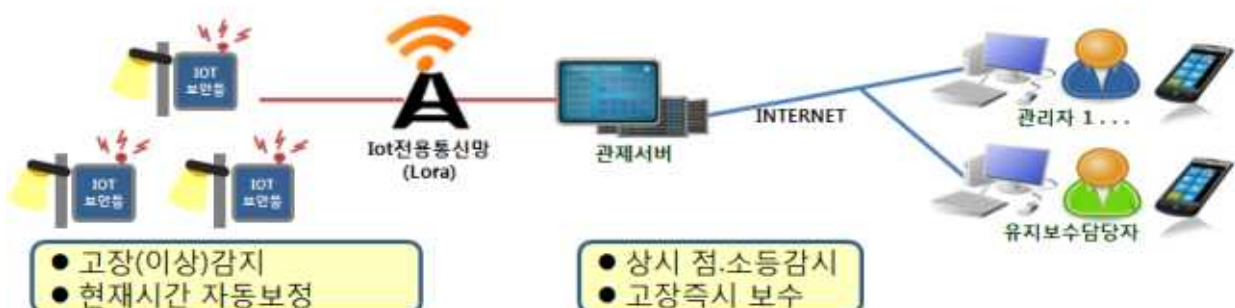 IOT
보안등
IOT
보안등
IOT
보안등
Iot전용통신망
(Lora)
관제서버
INTERNET
관리자 1...
유지보수담당자
● 고장(이상)감지
● 현재시간 자동보정
● 상시 점.소등감시
● 고장즉시 보수